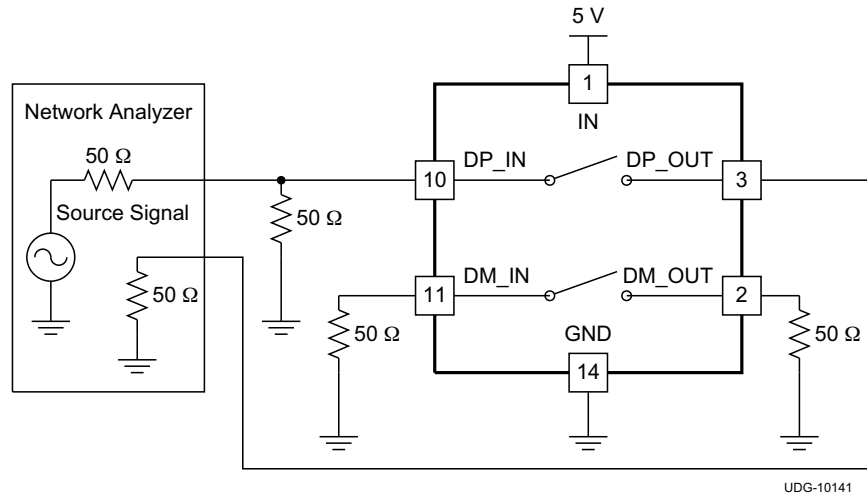 5 V
1
IN
Network Analyzer
50 Ω
Source Signal
50 Ω
50 Ω
10
DP_IN
DP_OUT
3
11
DM_IN
DM_OUT
2
50 Ω
50 Ω
GND
14
UDG-10141